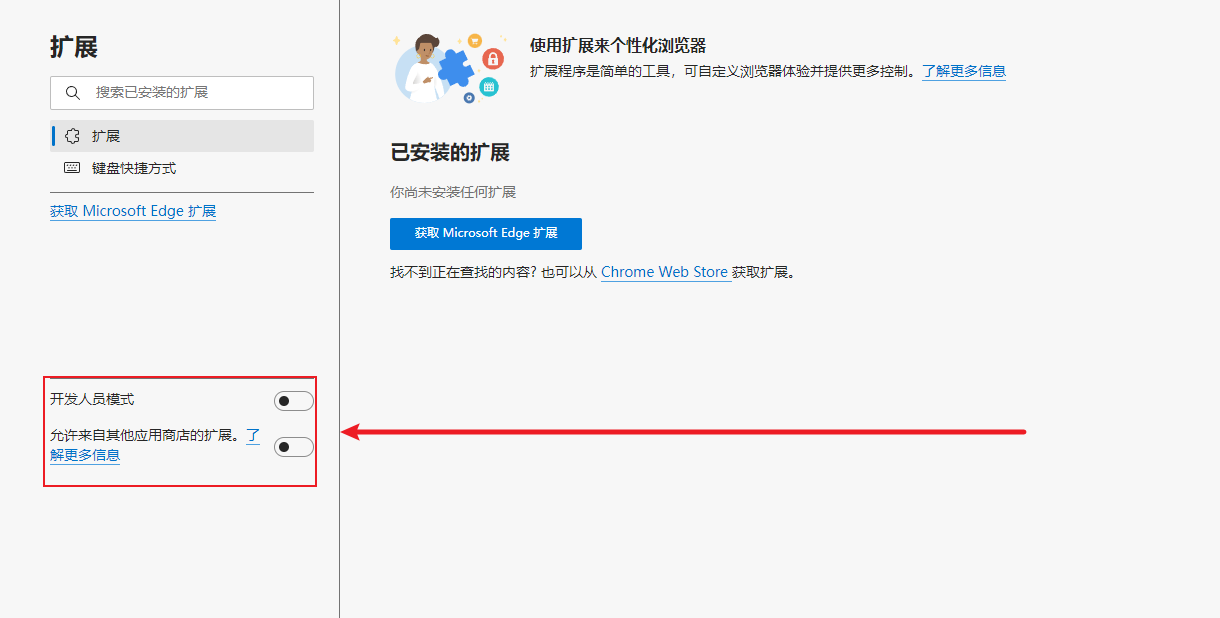 扩展
搜索已安装的扩展
扩展
键盘快捷方式
获取 Microsoft Edge 扩展
开发人员模式
允许来自其他应用商店的扩展。了
解更多信息
使用扩展来个性化浏览器
扩展程序是简单的工具，可自定义浏览器体验并提供更多控制。了解更多信息
已安装的扩展
你尚未安装任何扩展
获取 Microsoft Edge 扩展
找不到正在查找的内容? 也可以从 Chrome Web Store 获取扩展。